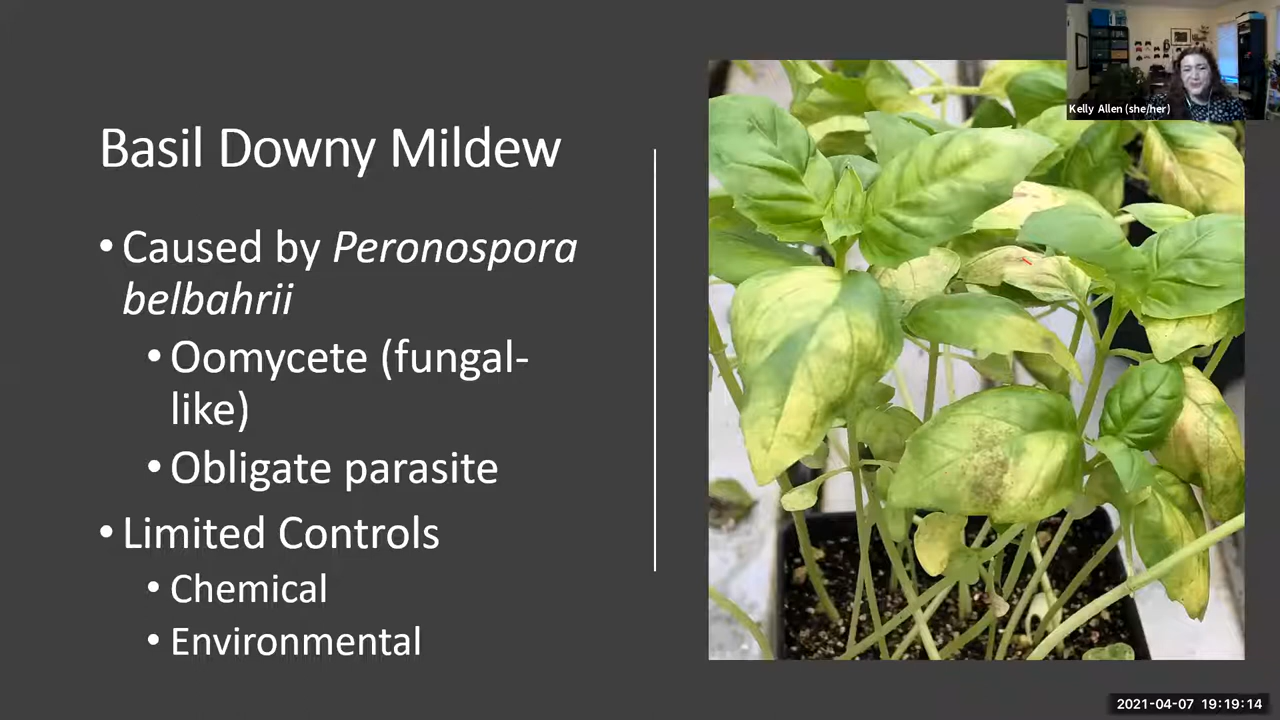 Kelly Allen (she/her)
Basil Downy Mildew
• Caused by Peronospora
belbahrii
• Oomycete (fungal-
like)
• Obligate parasite
• Limited Controls
• Chemical
• Environmental
2021-04-07 19:19:14